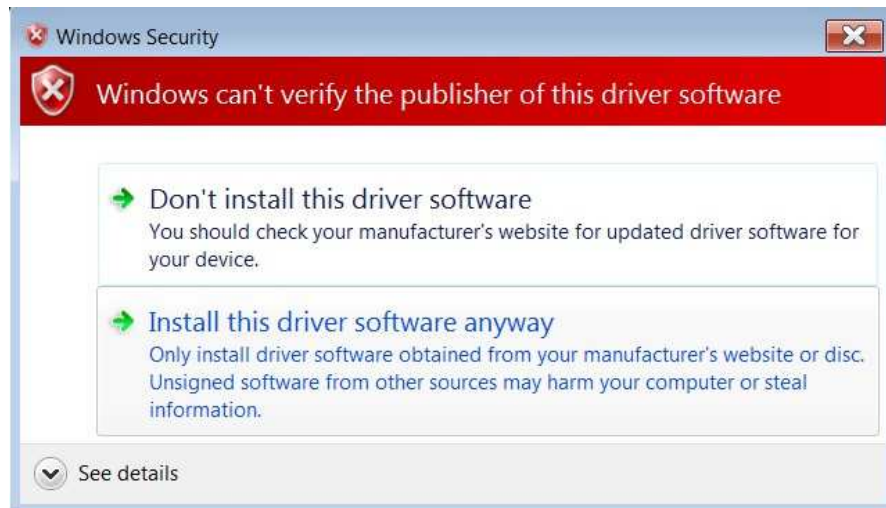 Windows Security
Windows can't verify the publisher of this driver software
Don't install this driver software
You should check your manufacturer's website for updated driver software for
your device.
Install this driver software anyway
Only install driver software obtained from your manufacturer's website or disc.
Unsigned software from other sources may harm your computer or steal
information.
See details